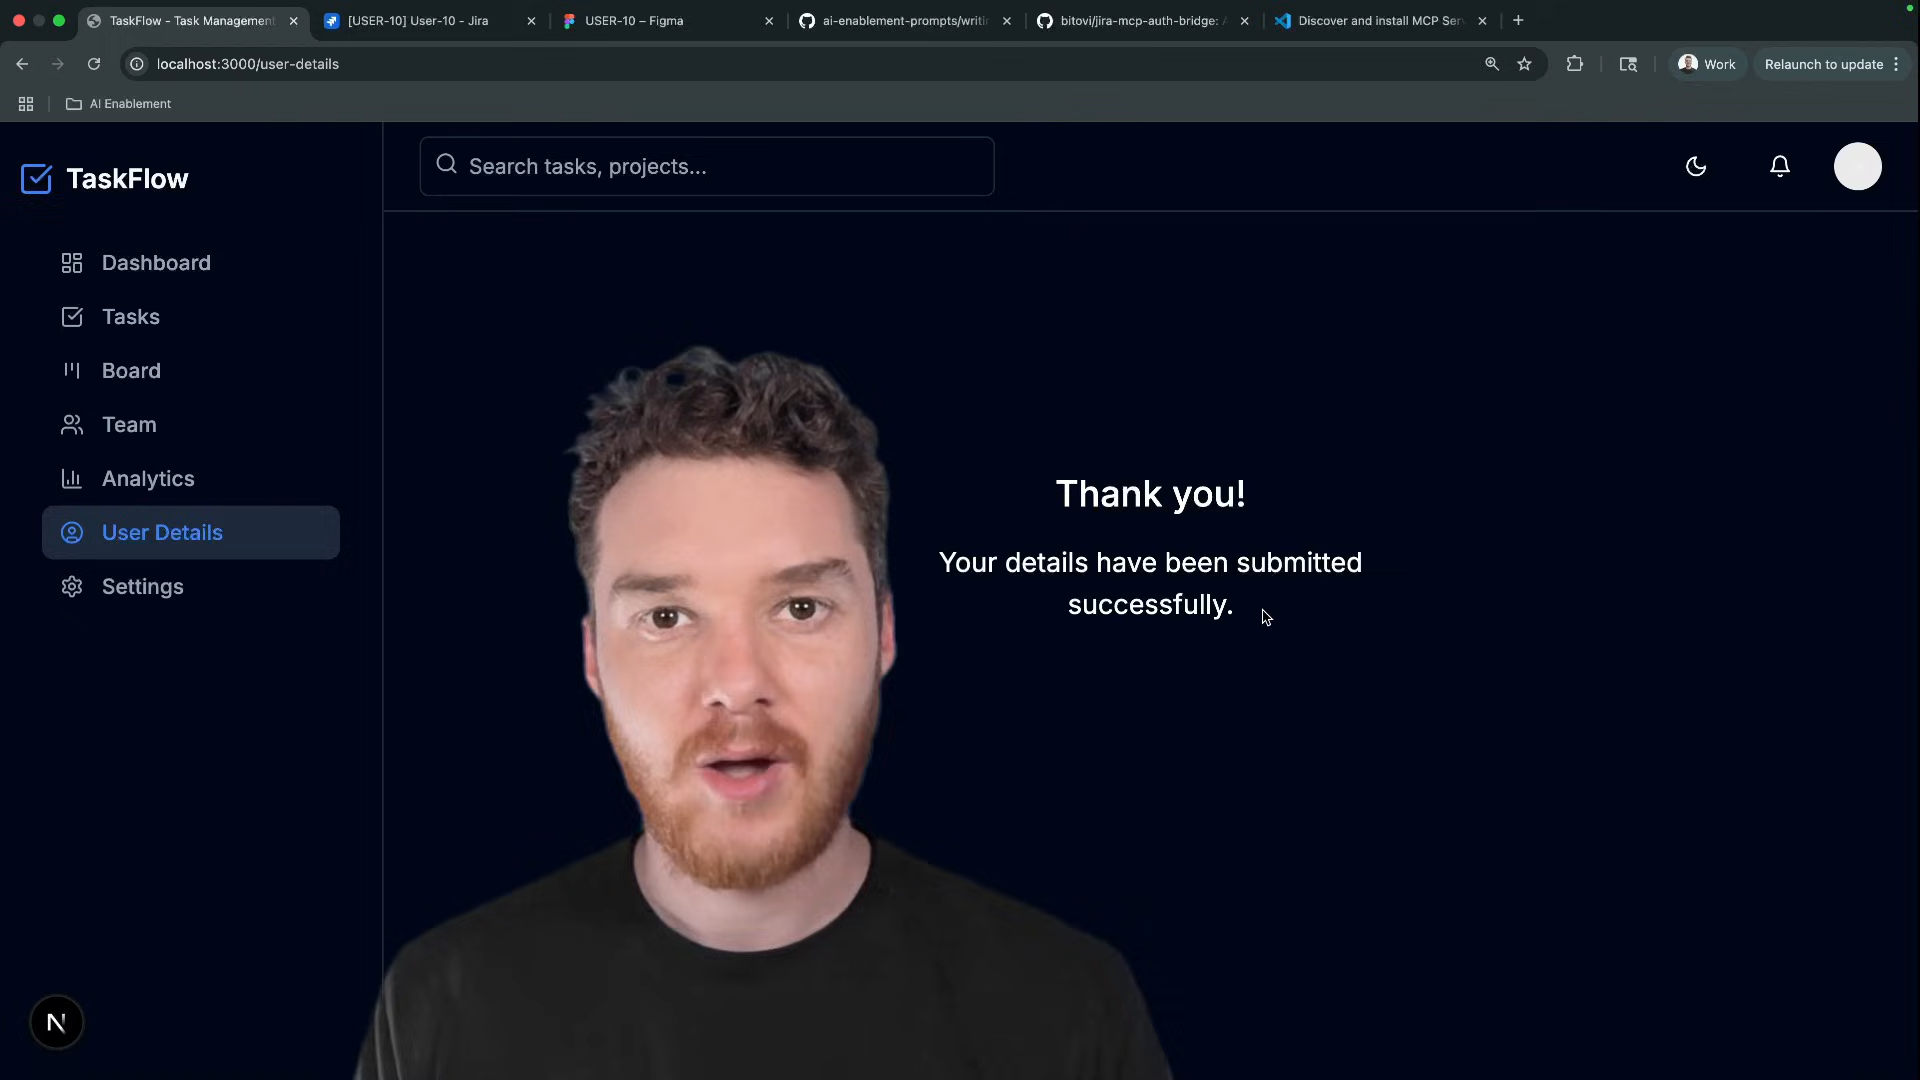 TaskFlow - Task Management
[USER-10] User-10 - Jira
USER-10 – Figma
ai-enablement-prompts/writi
bitovi/jira-mcp-auth-bridge: A
Discover and install MCP Serv
localhost:3000/user-details
Work
Relaunch to update
AI Enablement
TaskFlow
Search tasks, projects...
Dashboard
Tasks
Board
Team
Analytics
User Details
Settings
Thank you!
Your details have been submitted
successfully.
N